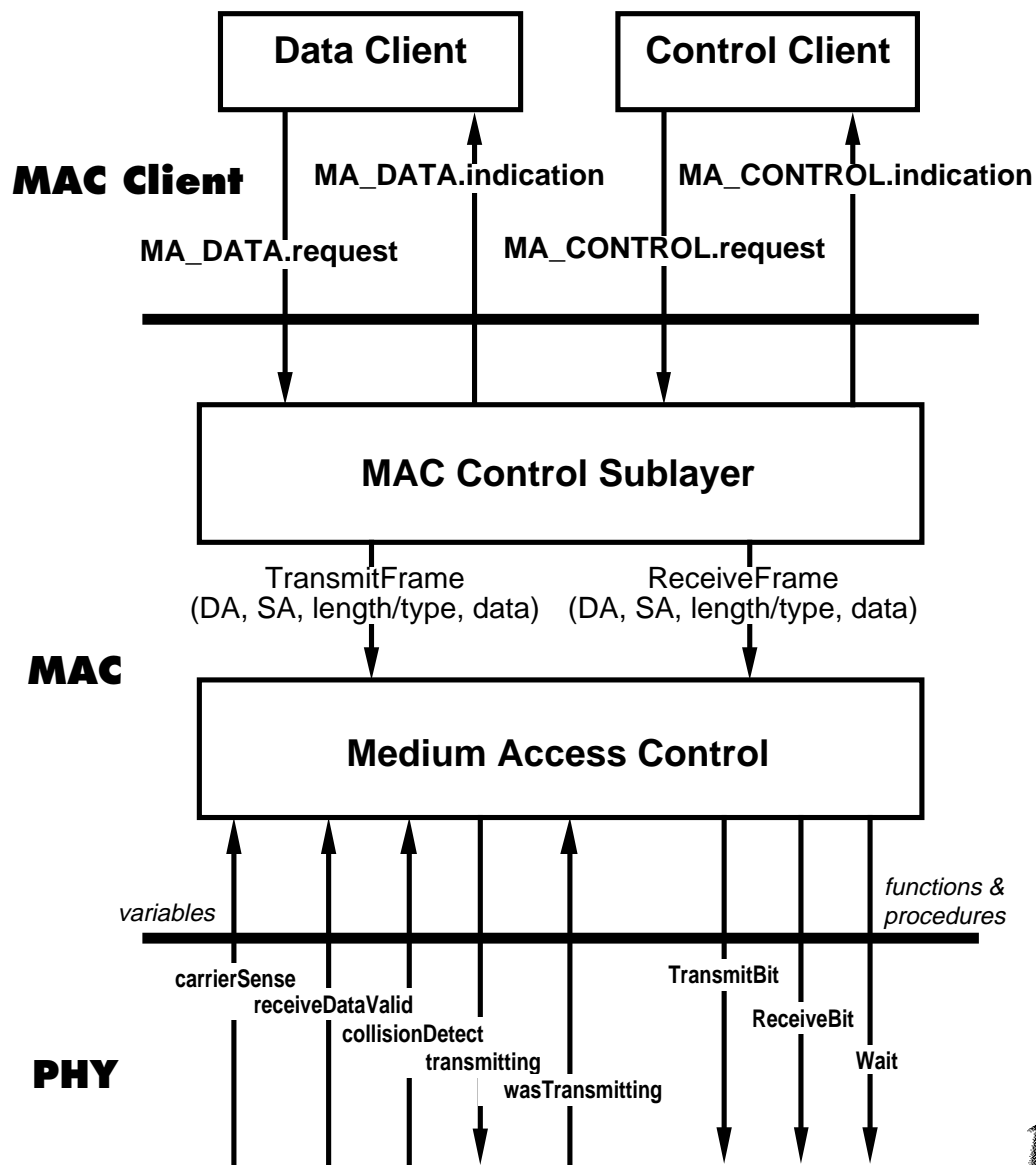 Data Client
Control Client
MAC Client
MA_DATA.indication
MA_CONTROL.indication
MA_DATA.request
MA_CONTROL.request
MAC Control Sublayer
TransmitFrame
(DA, SA, length/type, data)
ReceiveFrame
(DA, SA, length/type, data)
MAC
Medium Access Control
variables
functions &
procedures
carrierSense
receiveDataValid
collisionDetect
transmitting
wasTransmitting
TransmitBit
ReceiveBit
Wait
PHY